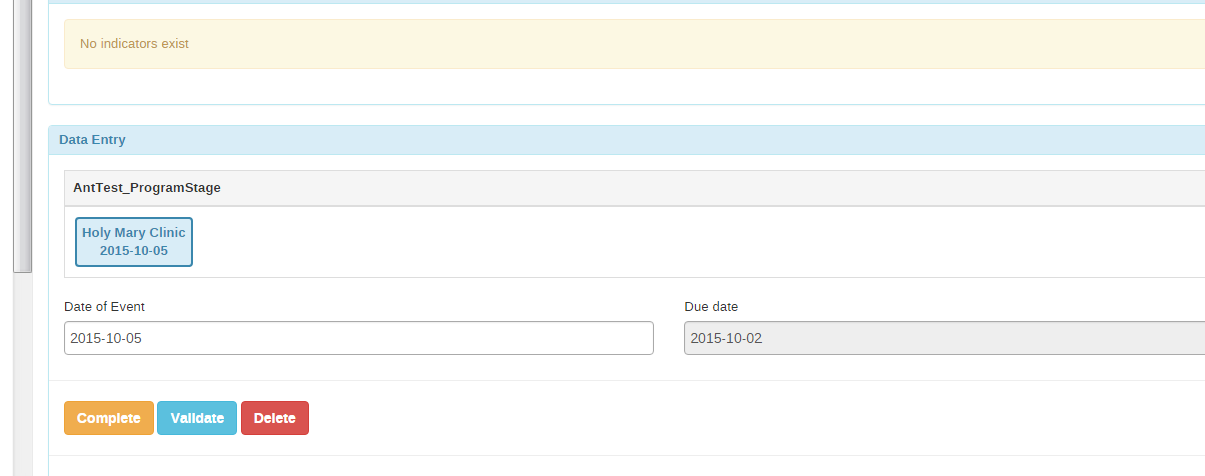 No indicators exist
Data Entry
AntTest_ProgramStage
Holy Mary Clinic
2015-10-05
Date of Event
Due date
2015-10-05
2015-10-02
Complete
Validate
Delete